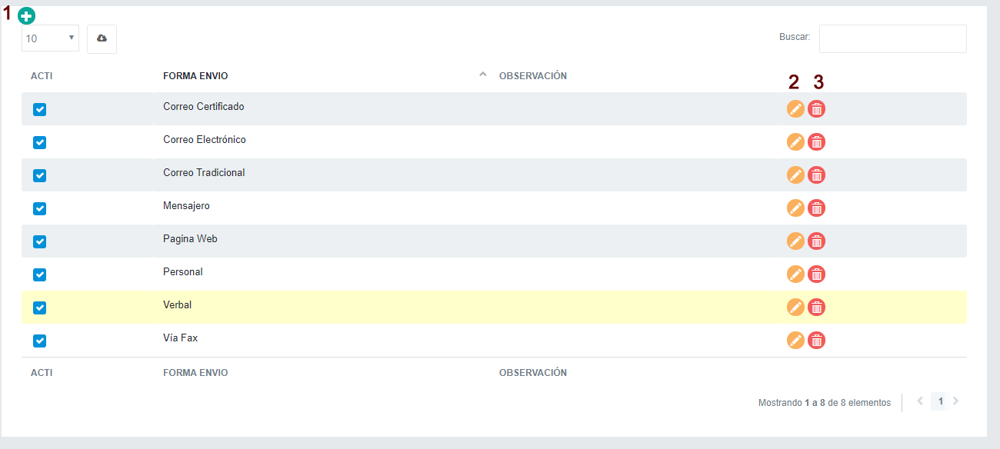 1
10
Buscar:
ACTI FORMA ENVIO OBSERVACIÓN
2 3
Correo Certificado
Correo Electrónico
Correo Tradicional
Mensajero
Pagina Web
Personal
Verbal
Vía Fax
ACTI FORMA ENVIO OBSERVACIÓN
Mostrando 1 a 8 de 8 elementos 1